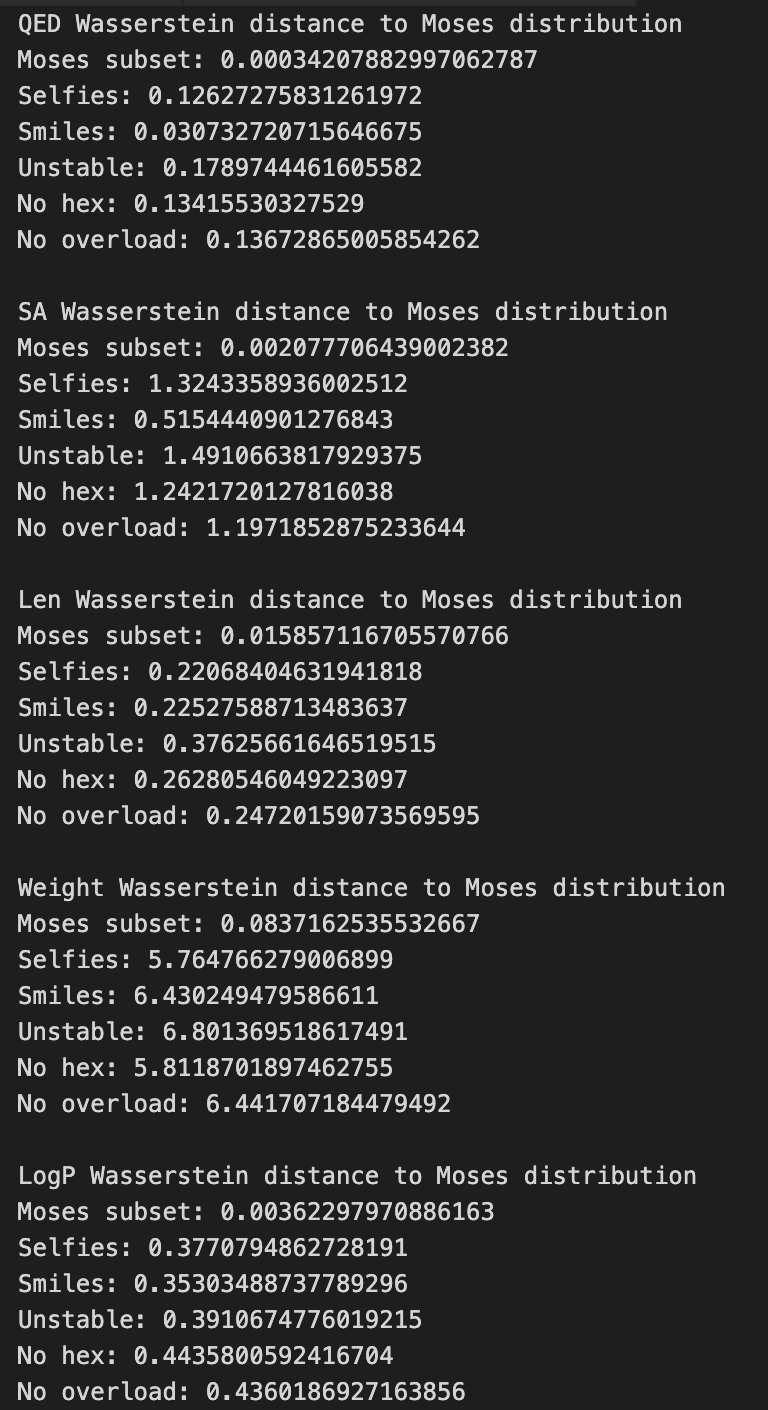 QED Wasserstein distance to Moses distribution
Moses subset: 0.00034207882997062787
Selfies: 0.12627275831261972
Smiles: 0.030732720715646675
Unstable: 0.1789744461605582
No hex: 0.13415530327529
No overload: 0.13672865005854262

SA Wasserstein distance to Moses distribution
Moses subset: 0.002077706439002382
Selfies: 1.3243358936002512
Smiles: 0.5154440901276843
Unstable: 1.4910663817929375
No hex: 1.2421720127816038
No overload: 1.1971852875233644

Len Wasserstein distance to Moses distribution
Moses subset: 0.015857116705570766
Selfies: 0.22068404631941818
Smiles: 0.22527588713483637
Unstable: 0.37625661646519515
No hex: 0.26280546049223097
No overload: 0.24720159073569595

Weight Wasserstein distance to Moses distribution
Moses subset: 0.0837162535532667
Selfies: 5.764766279006899
Smiles: 6.430249479586611
Unstable: 6.801369518617491
No hex: 5.8118701897462755
No overload: 6.441707184479492

LogP Wasserstein distance to Moses distribution
Moses subset: 0.00362297970886163
Selfies: 0.3770794862728191
Smiles: 0.35303488737789296
Unstable: 0.3910674776019215
No hex: 0.4435800592416704
No overload: 0.4360186927163856